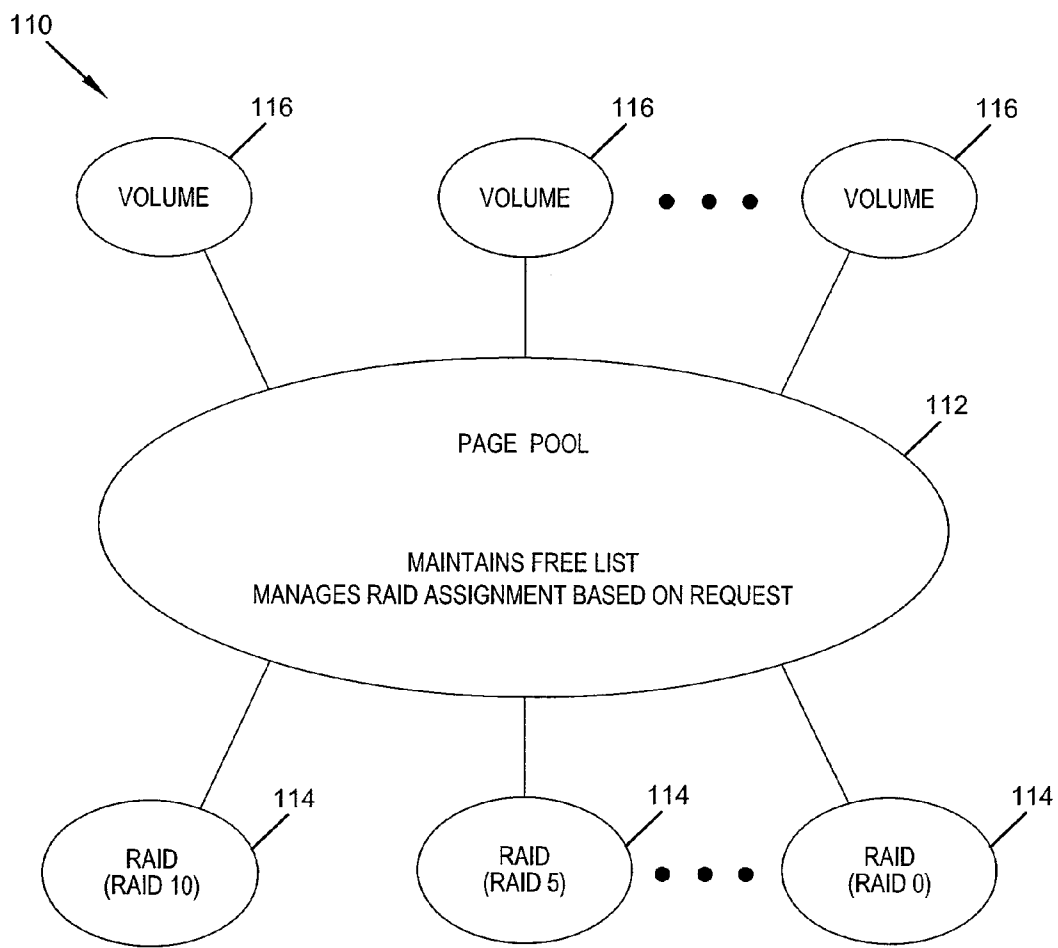 110
116
116
116
VOLUME
VOLUME
VOLUME
112
PAGE POOL
MAINTAINS FREE LIST
MANAGES RAID ASSIGNMENT BASED ON REQUEST
114
114
114
RAID
(RAID 10)
RAID
(RAID 5)
RAID
(RAID 0)